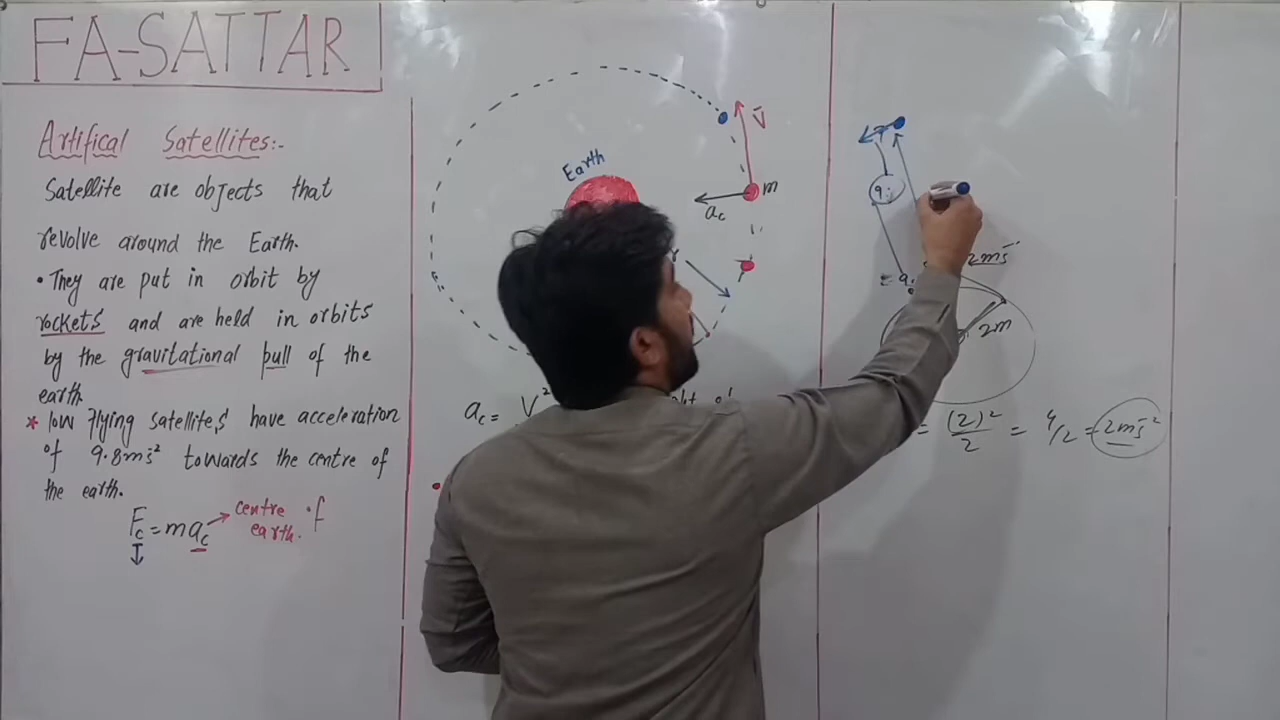 FA-SATTAR
Artifical Satellites:-
Satellite are objects that
revolve around the Earth.
• They are put in orbit by
rockets and are held in orbits
by the gravitational pull of the
earth.
* low flying satellites have acceleration
of 9.8ms² towards the centre of
the earth.
Fc = mac → centre of
earth.
Earth
V
m
ac
r
ac = V²
2ms⁻¹
2m
= (2)²/2 = 4/2 = 2ms⁻²